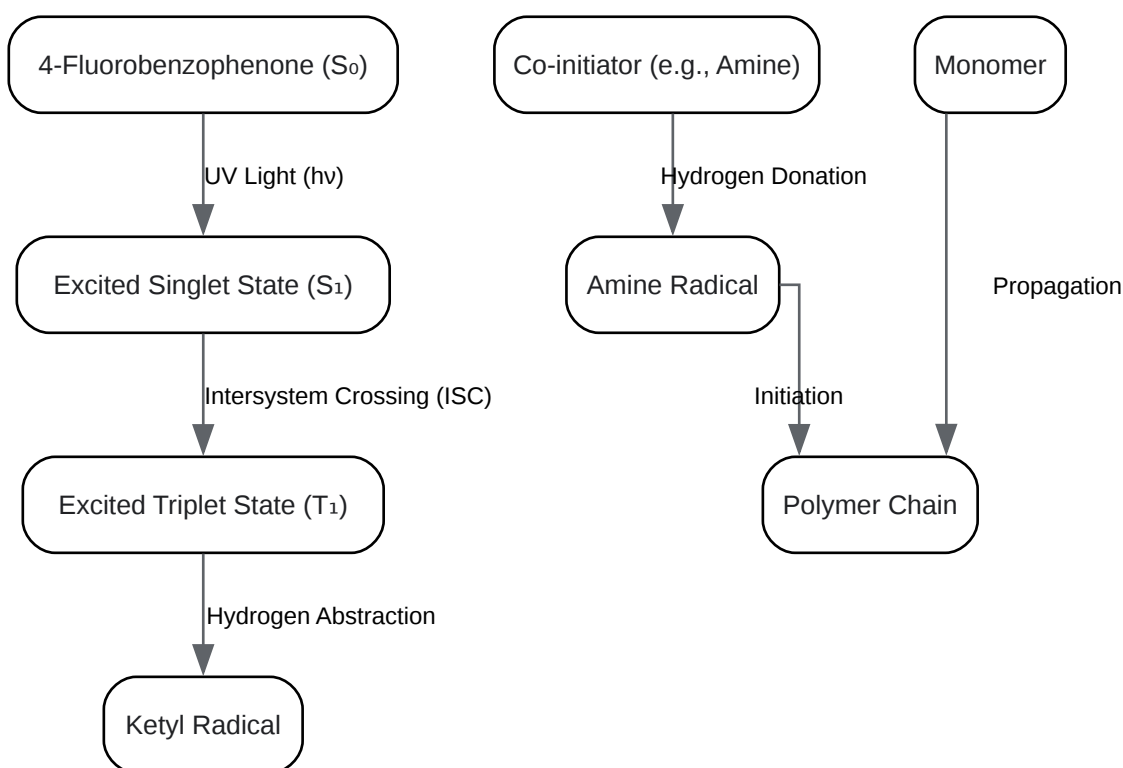 4-Fluorobenzophenone (S₀)
Co-initiator (e.g., Amine)
Monomer
UV Light (hν)
Hydrogen Donation
Excited Singlet State (S₁)
Amine Radical
Propagation
Intersystem Crossing (ISC)
Initiation
Excited Triplet State (T₁)
Polymer Chain
Hydrogen Abstraction
Ketyl Radical